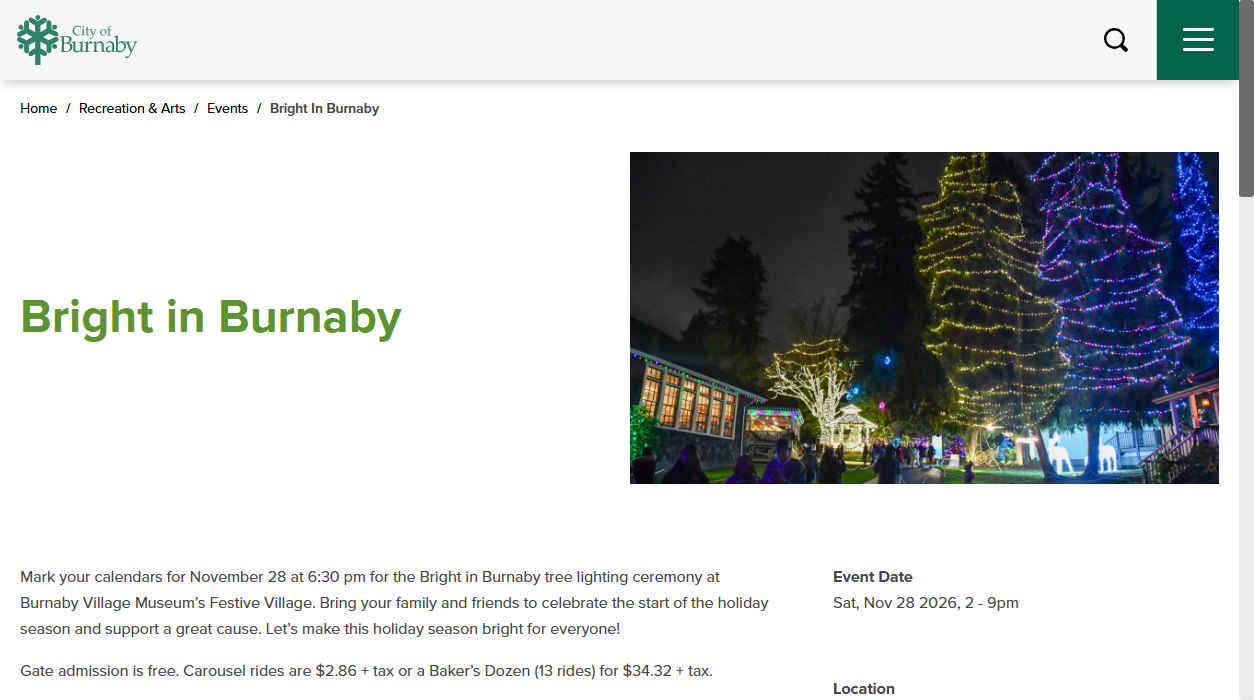 City of
Burnaby
Home / Recreation & Arts / Events / Bright In Burnaby
Bright in Burnaby
Mark your calendars for November 28 at 6:30 pm for the Bright in Burnaby tree lighting ceremony at
Burnaby Village Museum’s Festive Village. Bring your family and friends to celebrate the start of the holiday
season and support a great cause. Let’s make this holiday season bright for everyone!
Gate admission is free. Carousel rides are $2.86 + tax or a Baker’s Dozen (13 rides) for $34.32 + tax.
Event Date
Sat, Nov 28 2026, 2 - 9pm
Location